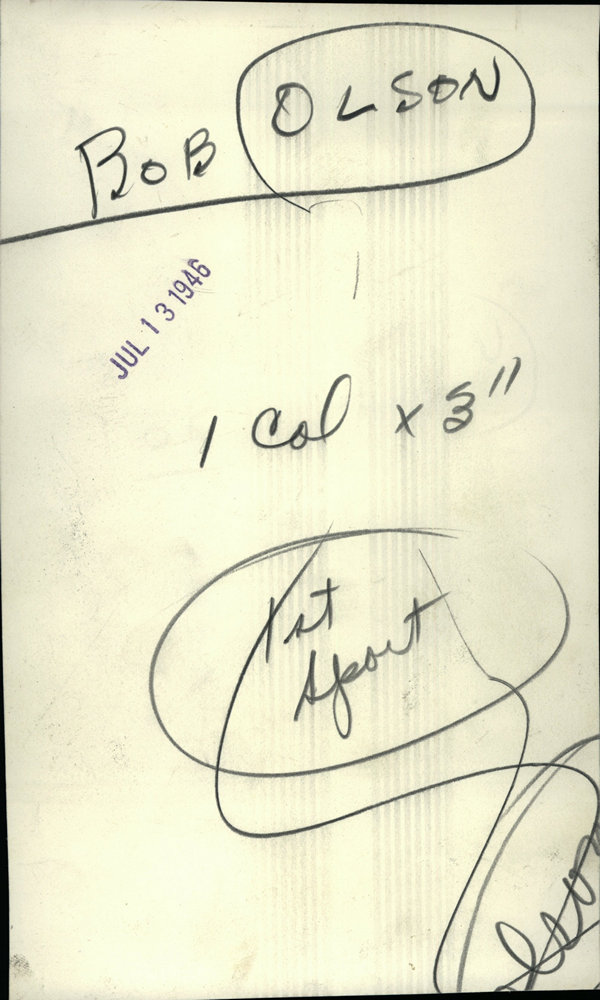 BOB OLSON
JUL 13 1946
1 Col x 3"
1st
Sport